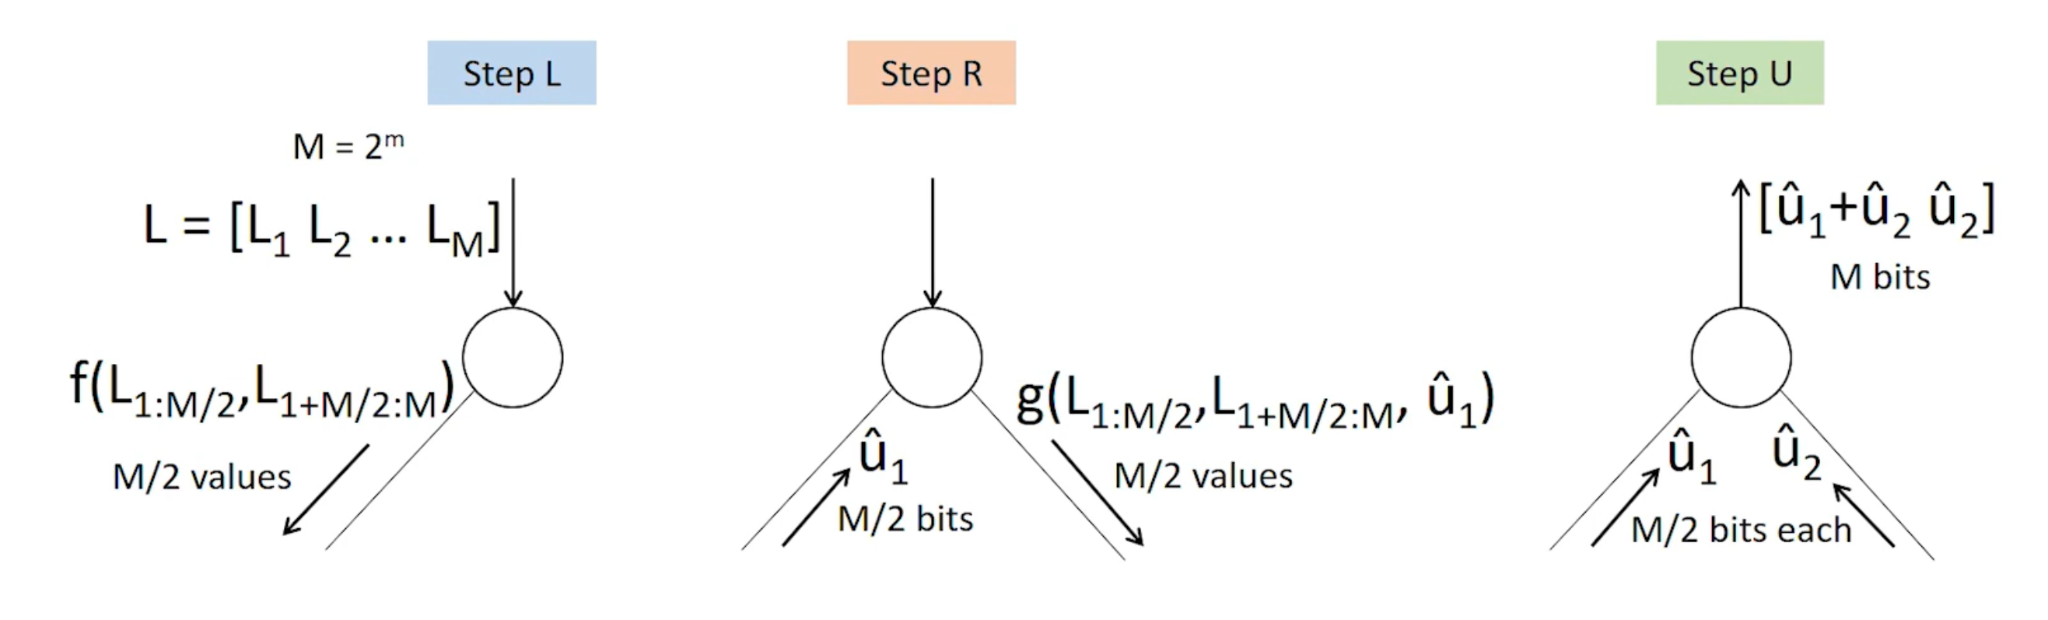 Step L
M = 2ᵐ
L = [L₁ L₂ ... L_M]
f(L₁:M/2,L₁₊M/2:M)
M/2 values
Step R
û₁
M/2 bits
g(L₁:M/2,L₁₊M/2:M, û₁)
M/2 values
Step U
[û₁+û₂ û₂]
M bits
û₁ û₂
M/2 bits each